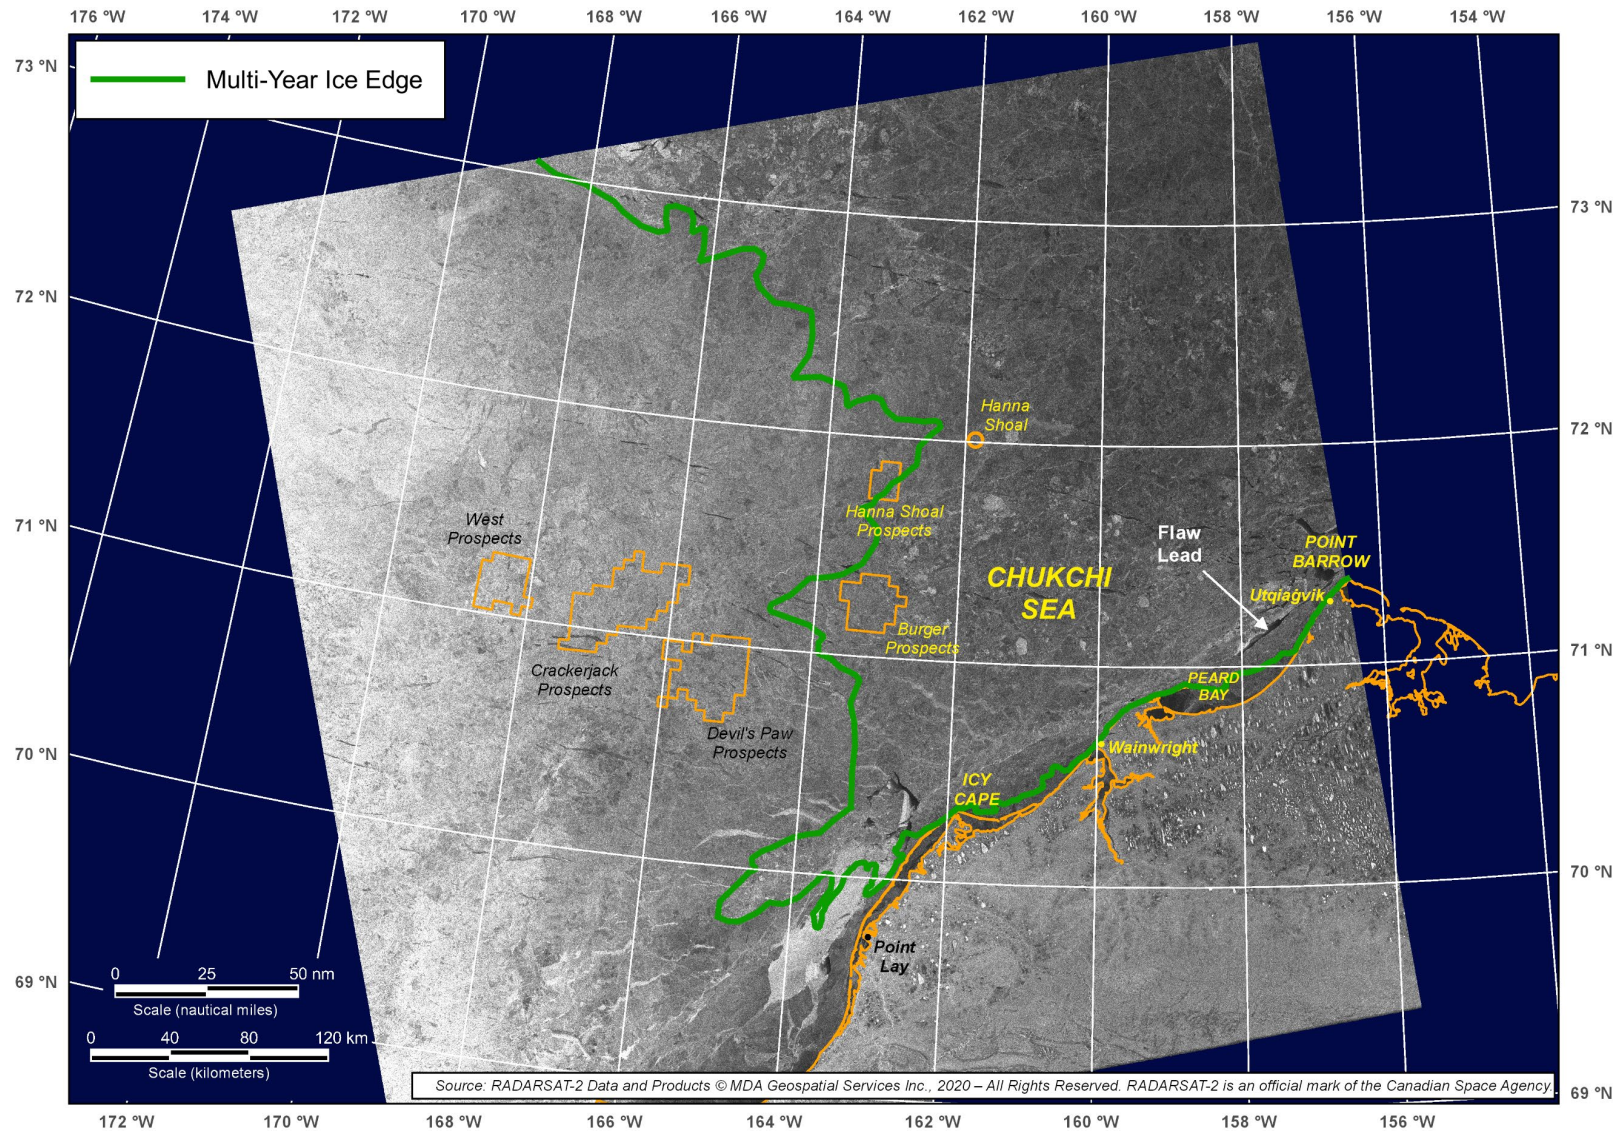 176 °W 174 °W 172 °W 170 °W 168 °W 166 °W 164 °W 162 °W 160 °W 158 °W 156 °W 154 °W
73 °N
Multi-Year Ice Edge
73 °N
72 °N
Hanna
Shoal
72 °N
West
Prospects
Hanna Shoal
Prospects
71 °N
Flaw
Lead
POINT
BARROW
CHUKCHI
SEA
Utqiaġvik
Burger
Prospects
71 °N
Crackerjack
Prospects
PEARD
BAY
Devil's Paw
Prospects
Wainwright
70 °N
ICY
CAPE
70 °N
Point
Lay
69 °N
0 25 50 nm
Scale (nautical miles)
0 40 80 120 km
Scale (kilometers)
Source: RADARSAT-2 Data and Products © MDA Geospatial Services Inc., 2020 – All Rights Reserved. RADARSAT-2 is an official mark of the Canadian Space Agency.
69 °N
172 °W 170 °W 168 °W 166 °W 164 °W 162 °W 160 °W 158 °W 156 °W